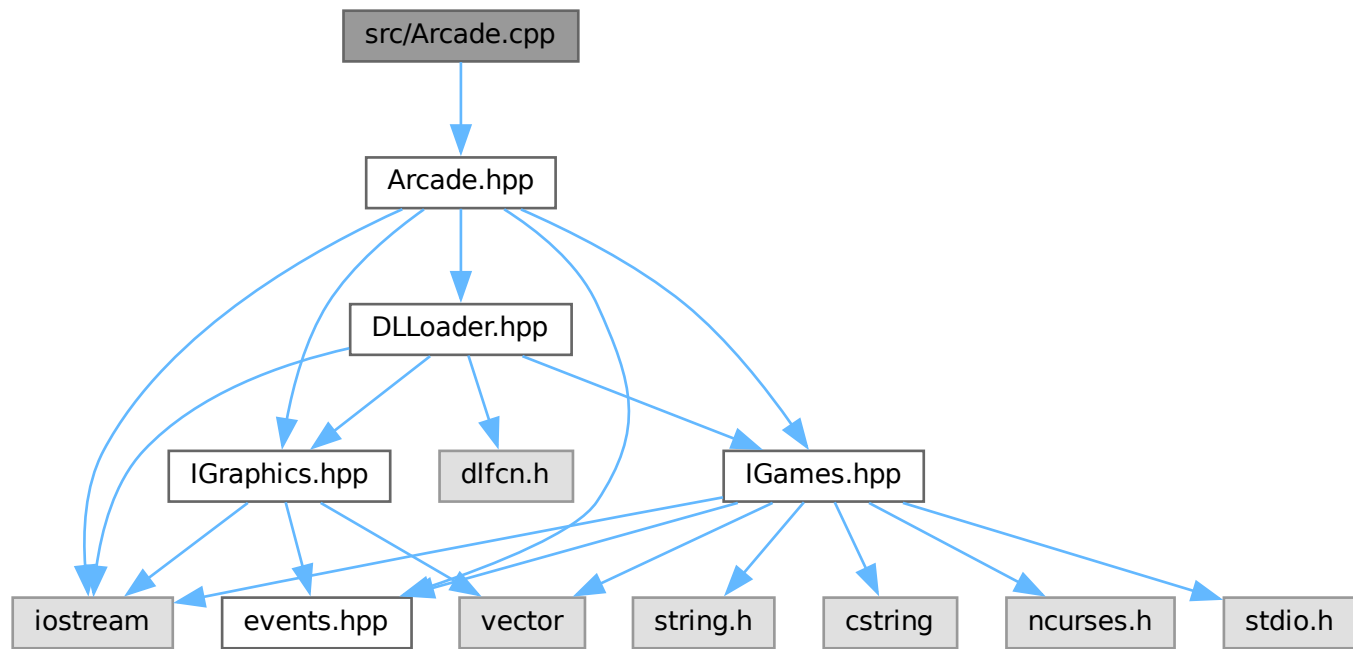 src/Arcade.cpp
Arcade.hpp
DLLoader.hpp
IGraphics.hpp
dlfcn.h
IGames.hpp
iostream
events.hpp
vector
string.h
cstring
ncurses.h
stdio.h